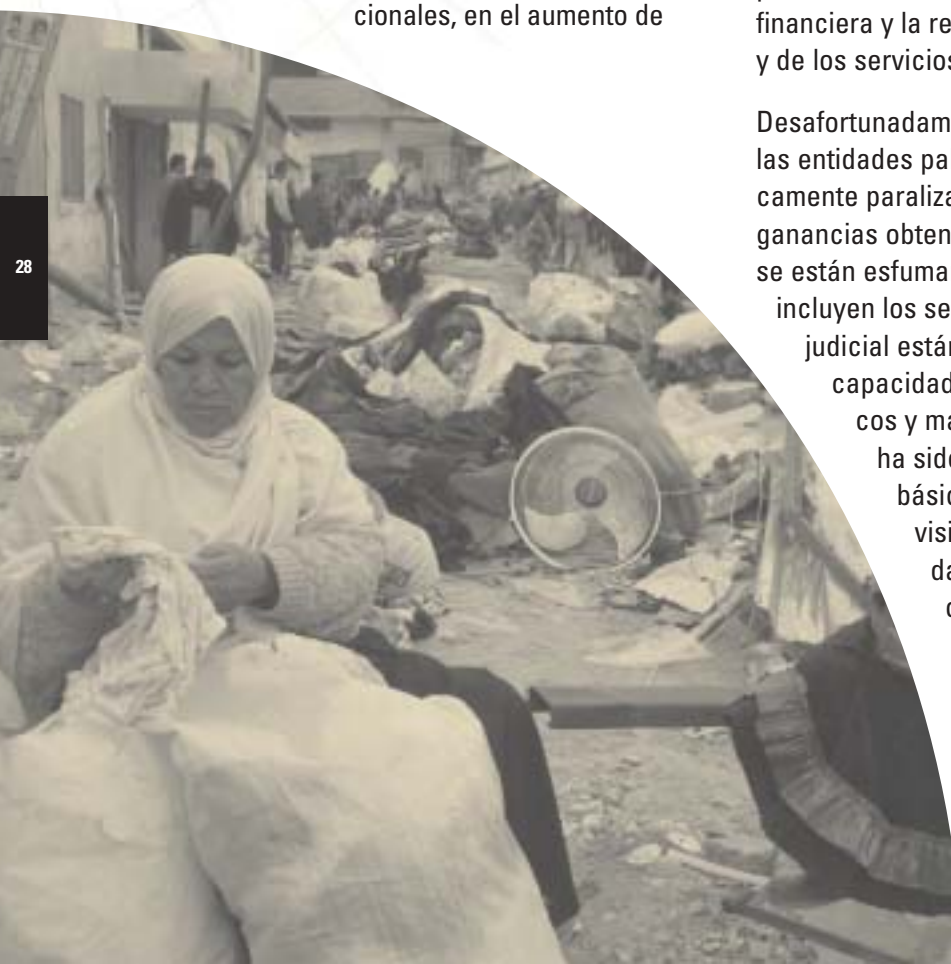 cionales, en el aumento de
financiera y la re
y de los servicios
Desafortunadam
las entidades pa
camente paraliza
ganancias obten
se están esfuma
incluyen los se
judicial están
capacidad
cos y ma
ha sido
básic
visi
da
28